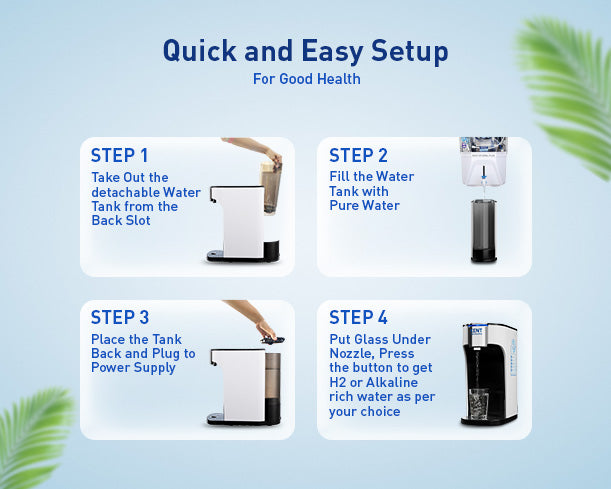 Quick and Easy Setup
For Good Health
STEP 1
Take Out the
detachable Water
Tank from the
Back Slot
STEP 2
Fill the Water
Tank with
Pure Water
STEP 3
Place the Tank
Back and Plug to
Power Supply
STEP 4
Put Glass Under
Nozzle, Press
the button to get
H2 or Alkaline
rich water as per
your choice